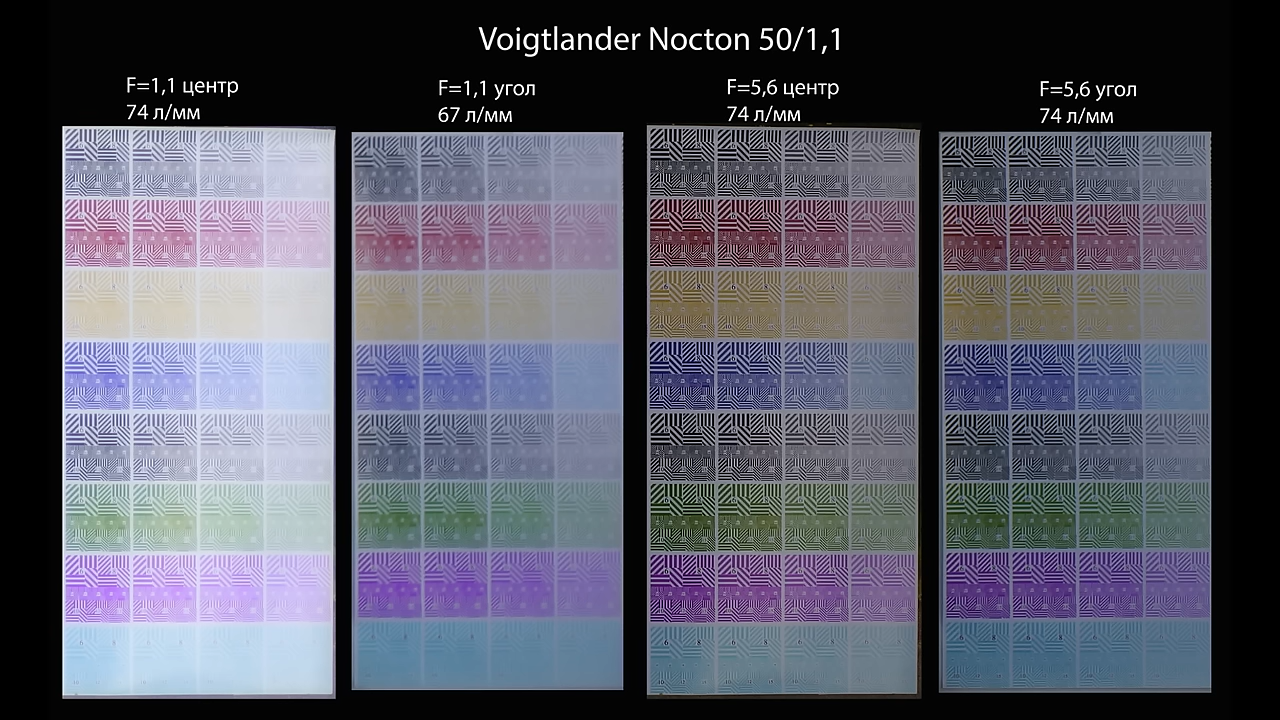 Voigtlander Nocton 50/1,1
F=1,1 центр
74 л/мм
F=1,1 угол
67 л/мм
F=5,6 центр
74 л/мм
F=5,6 угол
74 л/мм